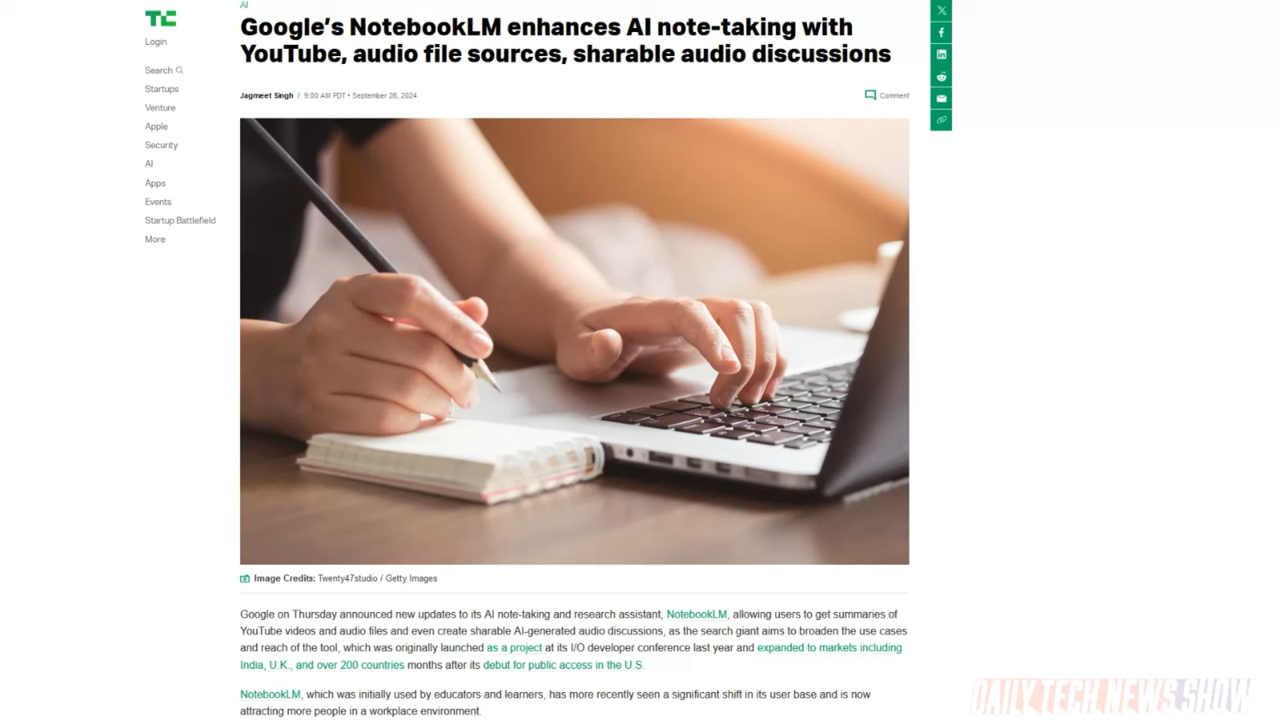 TC
Login
Search
Startups
Venture
Apple
Security
AI
Apps
Events
Startup Battlefield
More
AI
Google’s NotebookLM enhances AI note-taking with
YouTube, audio file sources, sharable audio discussions
Jagmeet Singh / 9:00 AM PDT • September 26, 2024
Comment
Image Credits: Twenty47studio / Getty Images
Google on Thursday announced new updates to its AI note-taking and research assistant, NotebookLM, allowing users to get summaries of
YouTube videos and audio files and even create sharable AI-generated audio discussions, as the search giant aims to broaden the use cases
and reach of the tool, which was originally launched as a project at its I/O developer conference last year and expanded to markets including
India, U.K., and over 200 countries months after its debut for public access in the U.S.
NotebookLM, which was initially used by educators and learners, has more recently seen a significant shift in its user base and is now
attracting more people in a workplace environment.
DAILY TECH NEWS SHOW